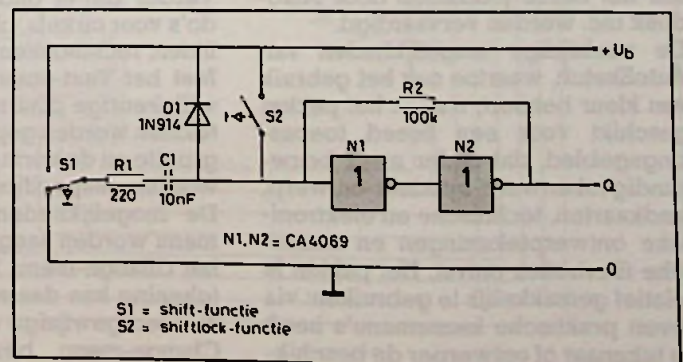 +Ub
D1
1N914
S2
R2
100k
S1
R1
220
C1
10nF
N1
1
N2
1
Q
N1,N2 = CA4069
0
S1 = shift-functie
S2 = shiftlock-functie